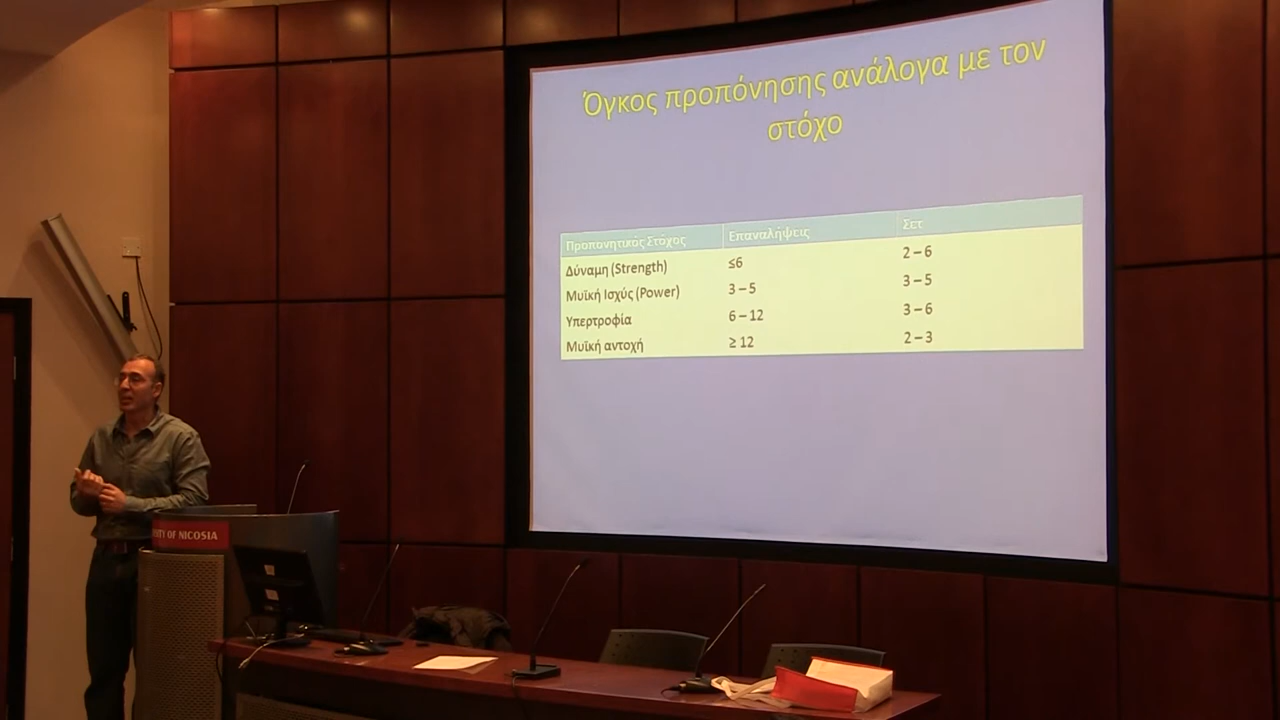 Όγκος προπόνησης ανάλογα με τον
στόχο
Προπονητικός Στόχος Επαναλήψεις Σετ
Δύναμη (Strength) ≤6 2 – 6
Μυϊκή Ισχύς (Power) 3 – 5 3 – 5
Υπερτροφία 6 – 12 3 – 6
Μυϊκή αντοχή ≥ 12 2 – 3
SITY OF NICOSIA